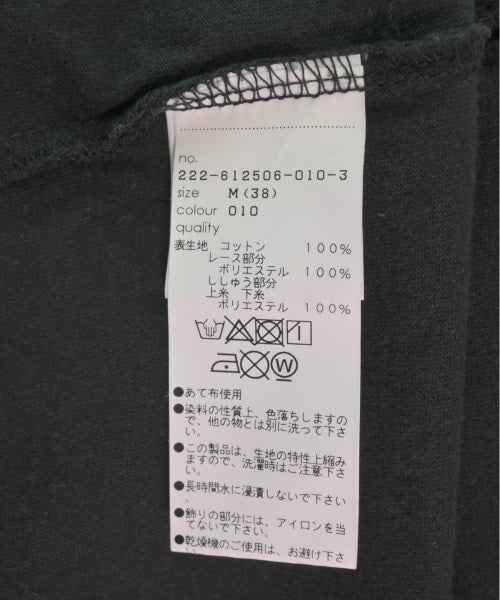 no.
222-612506-010-3
size M(38)
colour 010
quality
表生地 コットン 100%
レース部分
ポリエステル 100%
ししゅう部分
上糸 下糸
ポリエステル 100%
W
●あて布使用
●染料の性質上、色落ちしますの
で、他の物とは別に洗って下さ
い。
●この製品は、生地の特性上縮み
ますので、洗濯時はご注意下さ
い。
●長時間水に浸漬しないで下さい
。
●飾りの部分には、アイロンを当
てないで下さい。
●乾燥機のご使用は、お避け下さ
い。